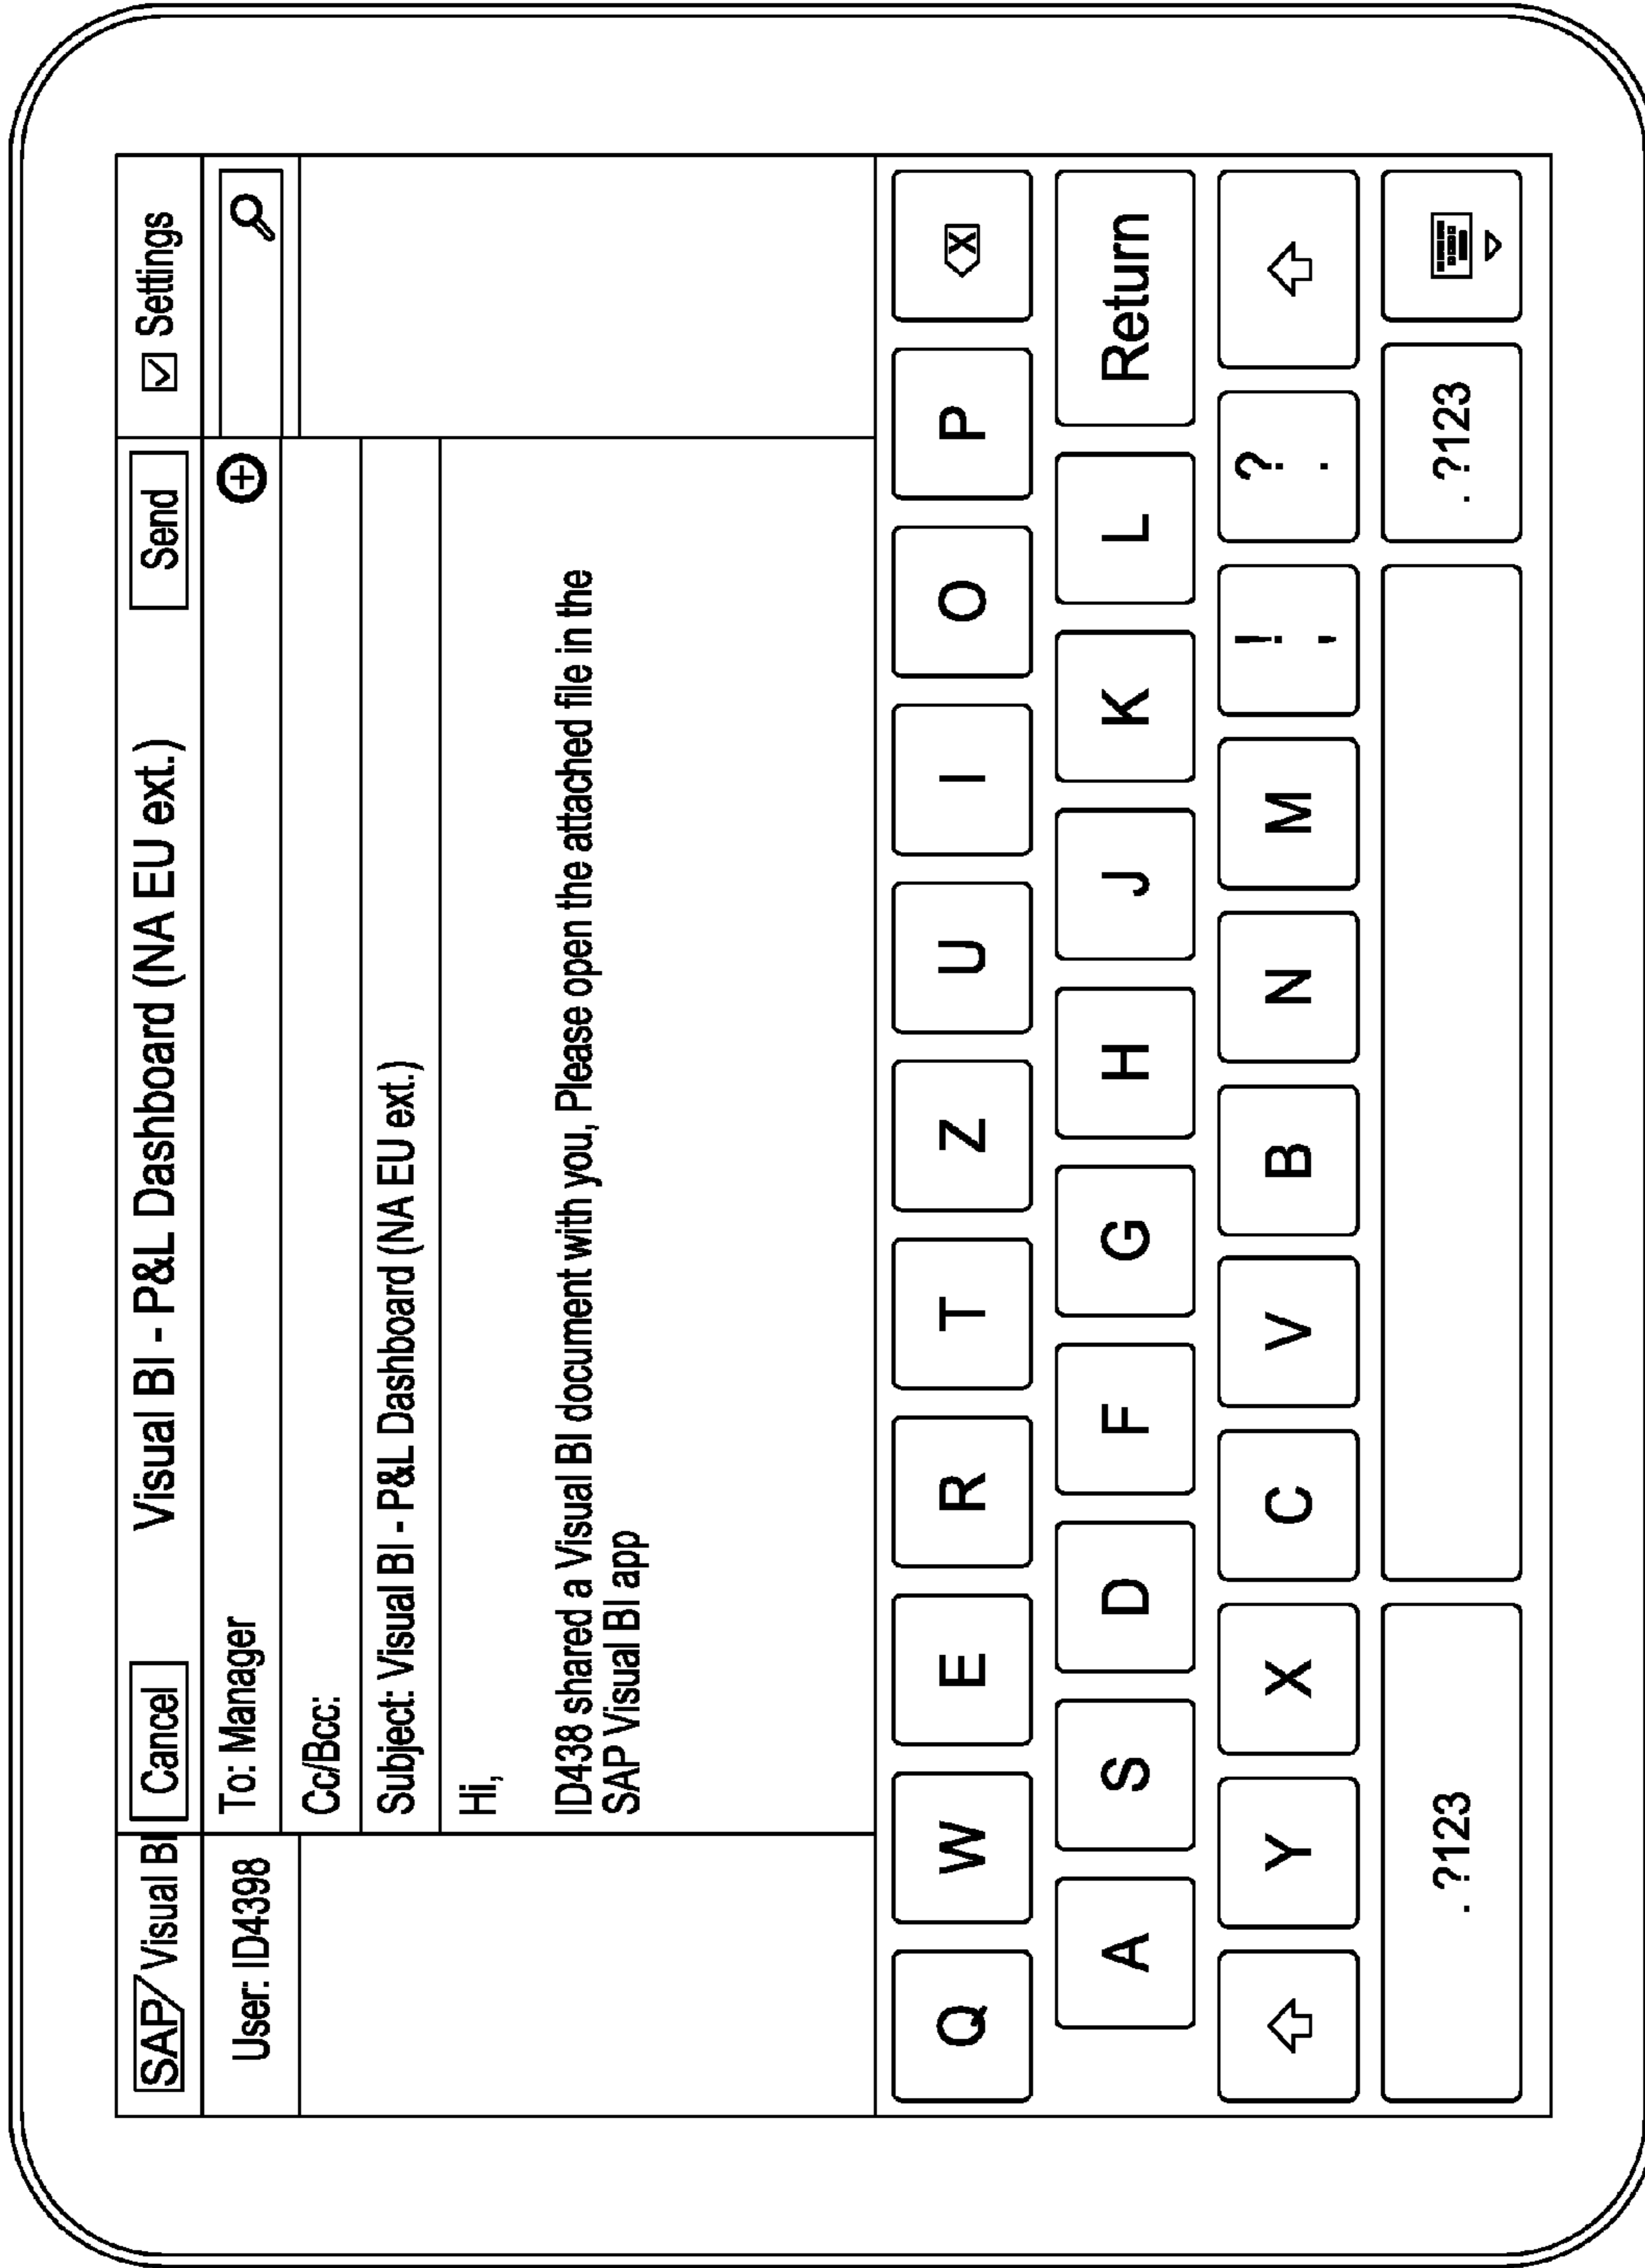 SAP Visual BI
Cancel
Visual BI - P&L Dashboard (NA EU ext.)
Send
Settings
User: ID4398
To: Manager
Cc/Bcc:
Subject: Visual BI - P&L Dashboard (NA EU ext.)
Hi,
ID438 shared a Visual BI document with you, Please open the attached file in the
SAP Visual BI app
Q W E R T Z U I O P X
A S D F G H J K L Return
Y X C V B N M ! , ? .
.?123 .?123